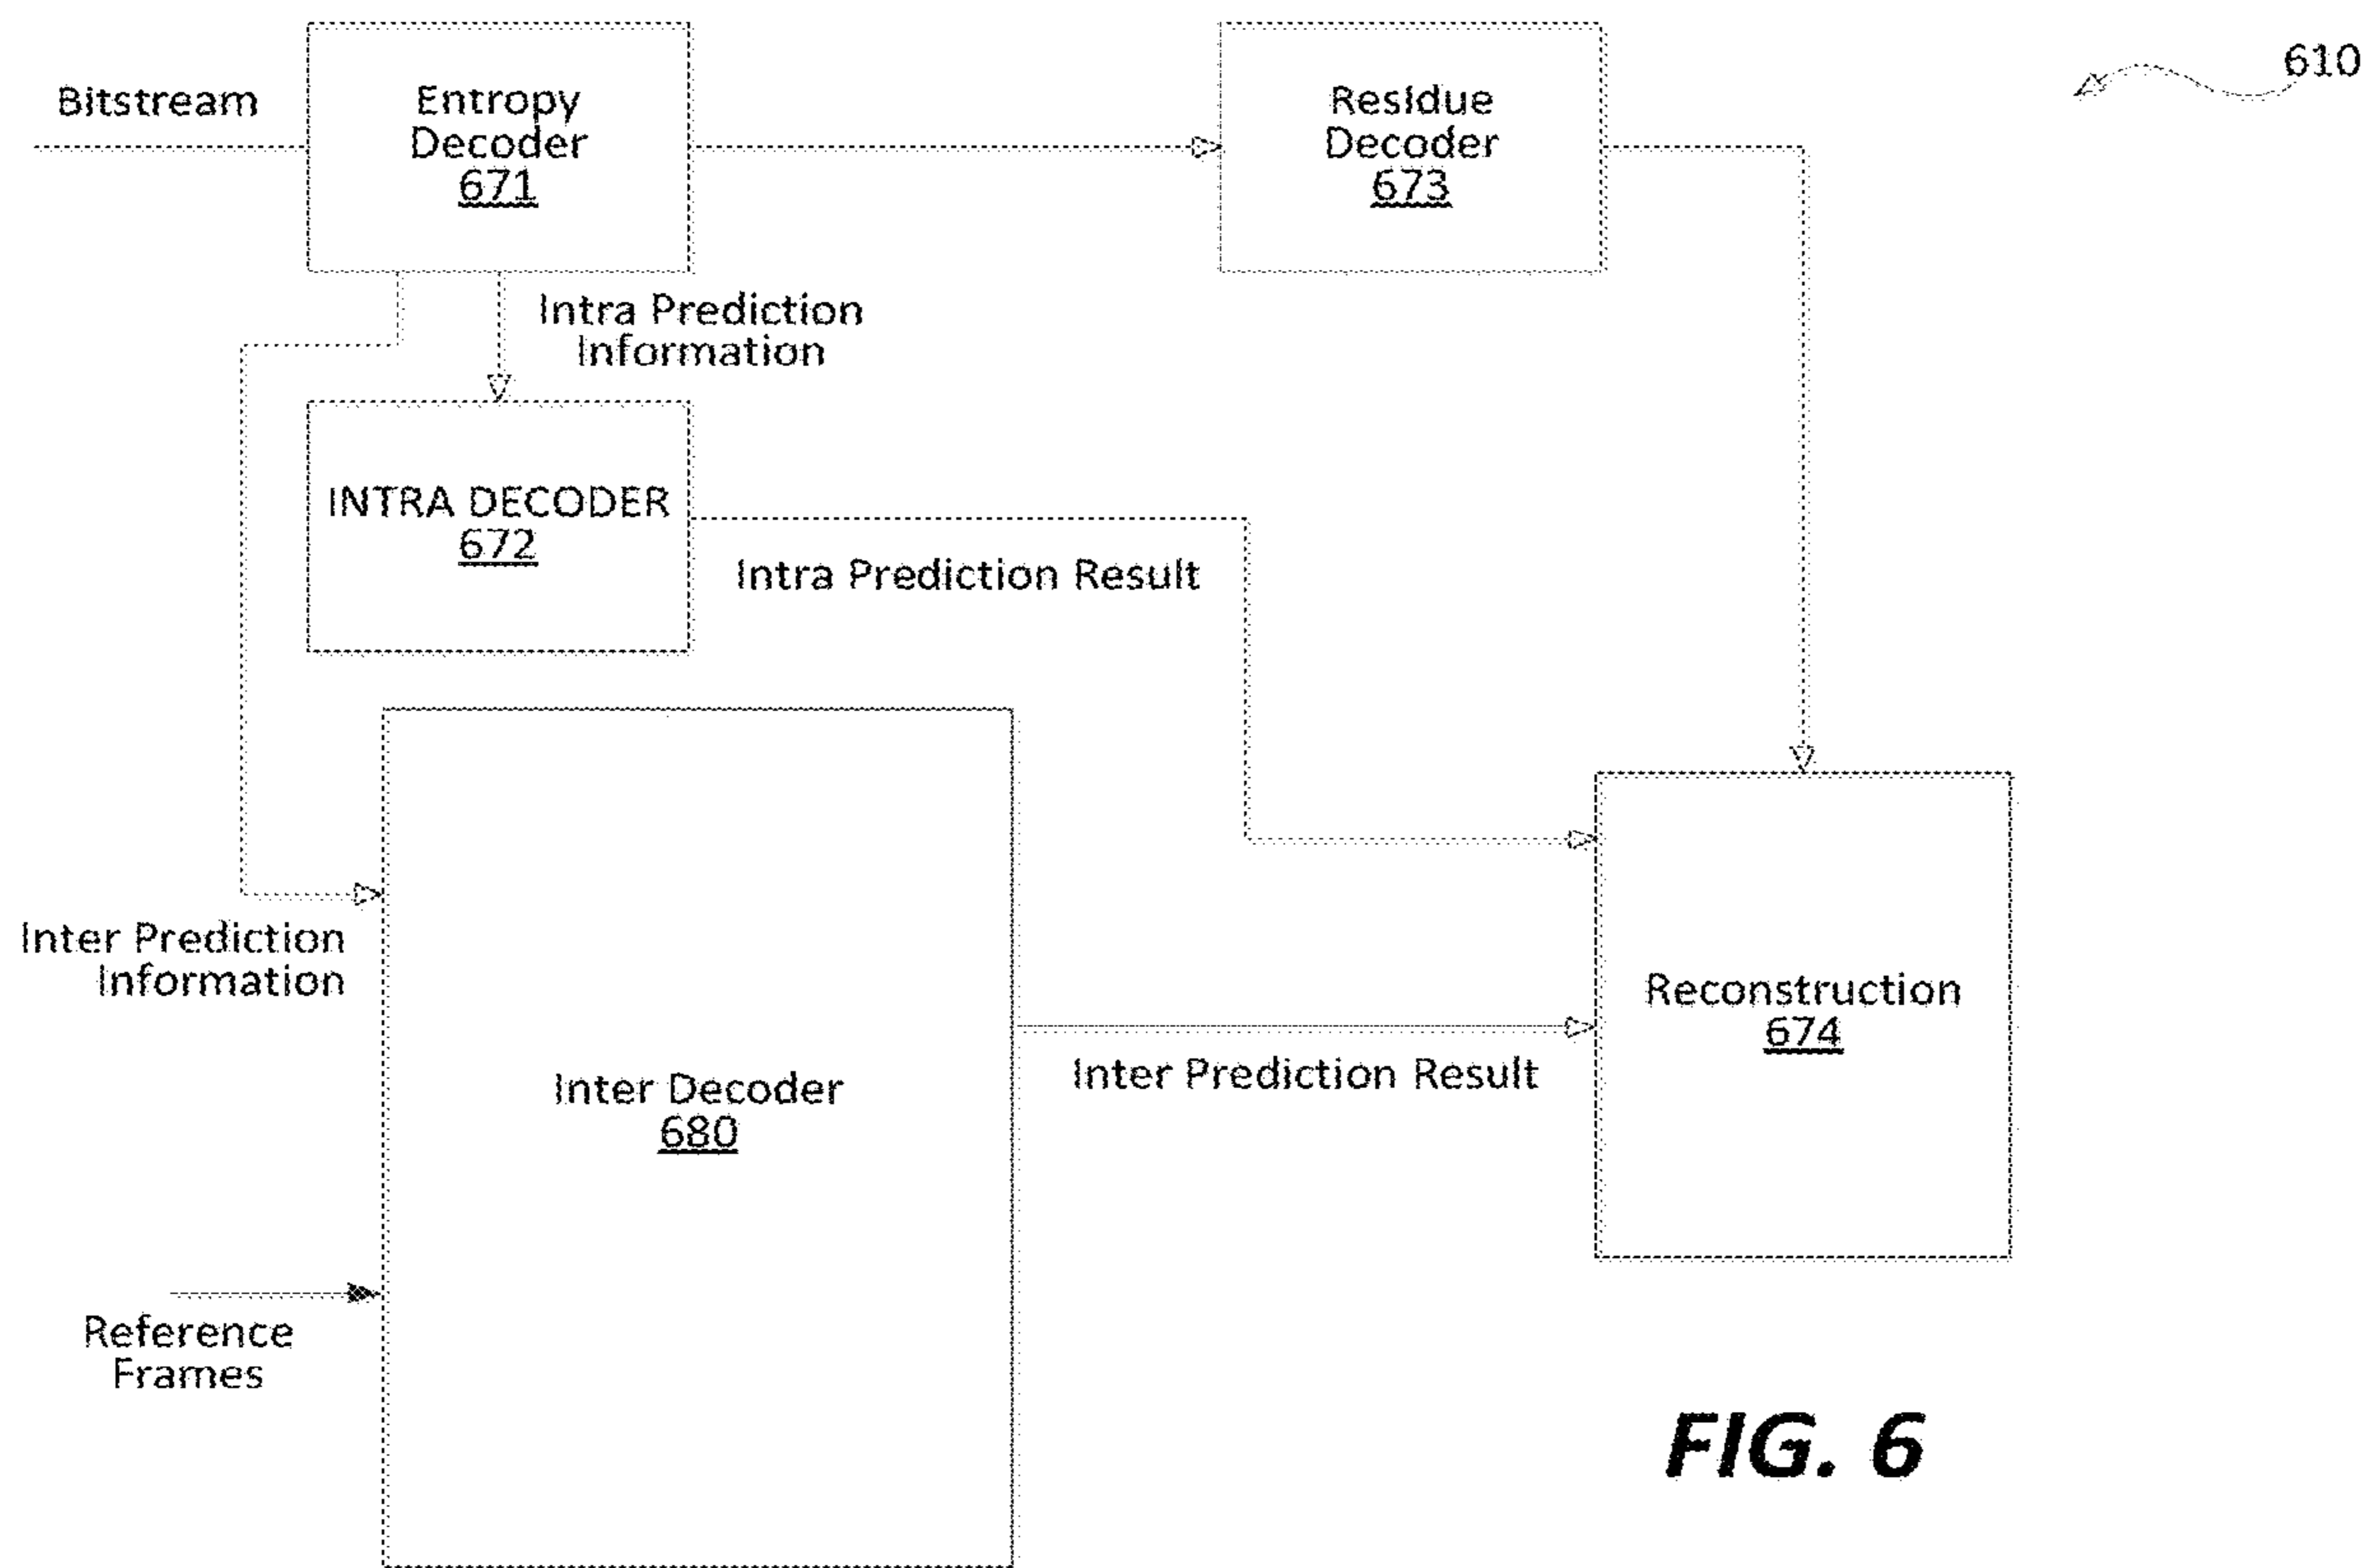 610
Bitstream
Entropy
Decoder
671
Residue
Decoder
673
Intra Prediction
Information
INTRA DECODER
672
Intra Prediction Result
Inter Prediction
Information
Inter Decoder
680
Inter Prediction Result
Reconstruction
674
Reference
Frames
FIG. 6